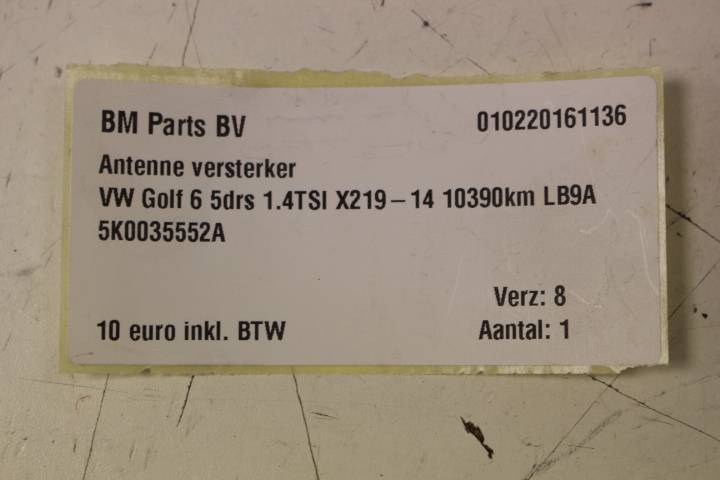 BM Parts BV 010220161136
Antenne versterker
VW Golf 6 5drs 1.4TSI X219-14 10390km LB9A
5K0035552A
Verz: 8
10 euro inkl. BTW Aantal: 1